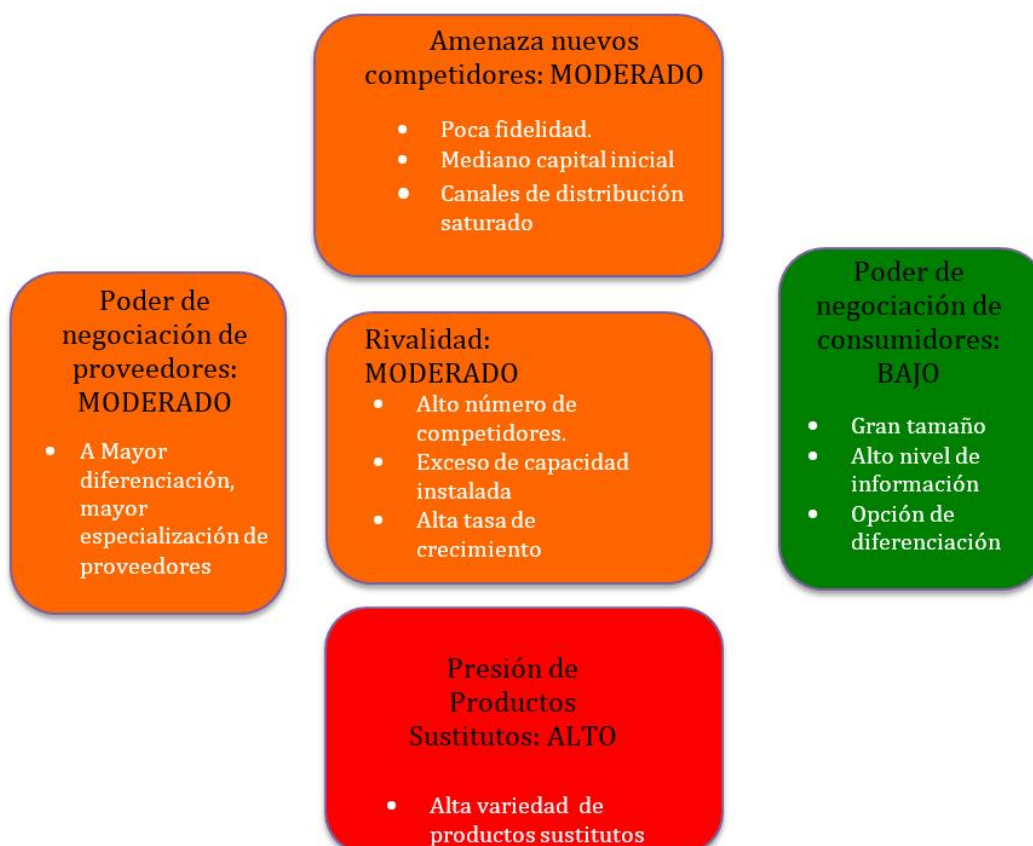 Amenaza nuevos
competidores: MODERADO
• Poca fidelidad.
• Mediano capital inicial
• Canales de distribución
saturado
Poder de
negociación de
proveedores:
MODERADO
• A Mayor
diferenciación,
mayor
especialización de
proveedores
Rivalidad:
MODERADO
• Alto número de
competidores.
• Exceso de capacidad
instalada
• Alta tasa de
crecimiento
Poder de
negociación de
consumidores:
BAJO
• Gran tamaño
• Alto nivel de
información
• Opción de
diferenciación
Presión de
Productos
Sustitutos: ALTO
• Alta variedad de
productos sustitutos